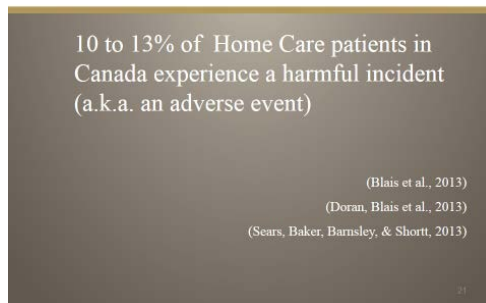 10 to 13% of Home Care patients in
Canada experience a harmful incident
(a.k.a. an adverse event)
(Blais et al., 2013)
(Doran, Blais et al., 2013)
(Sears, Baker, Barnsley, & Shortt, 2013)
21